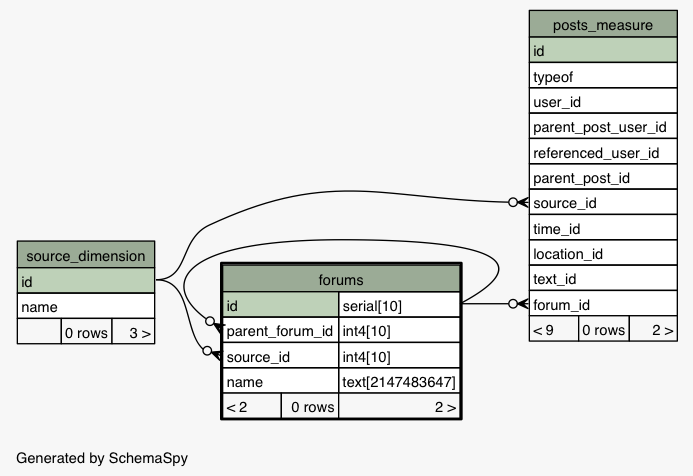 posts_measure
id
typeof
user_id
parent_post_user_id
referenced_user_id
parent_post_id
source_id
time_id
location_id
text_id
forum_id
< 9 0 rows 2 >
source_dimension
id
name
0 rows 3 >
forums
id serial[10]
parent_forum_id int4[10]
source_id int4[10]
name text[2147483647]
< 2 0 rows 2 >
Generated by SchemaSpy